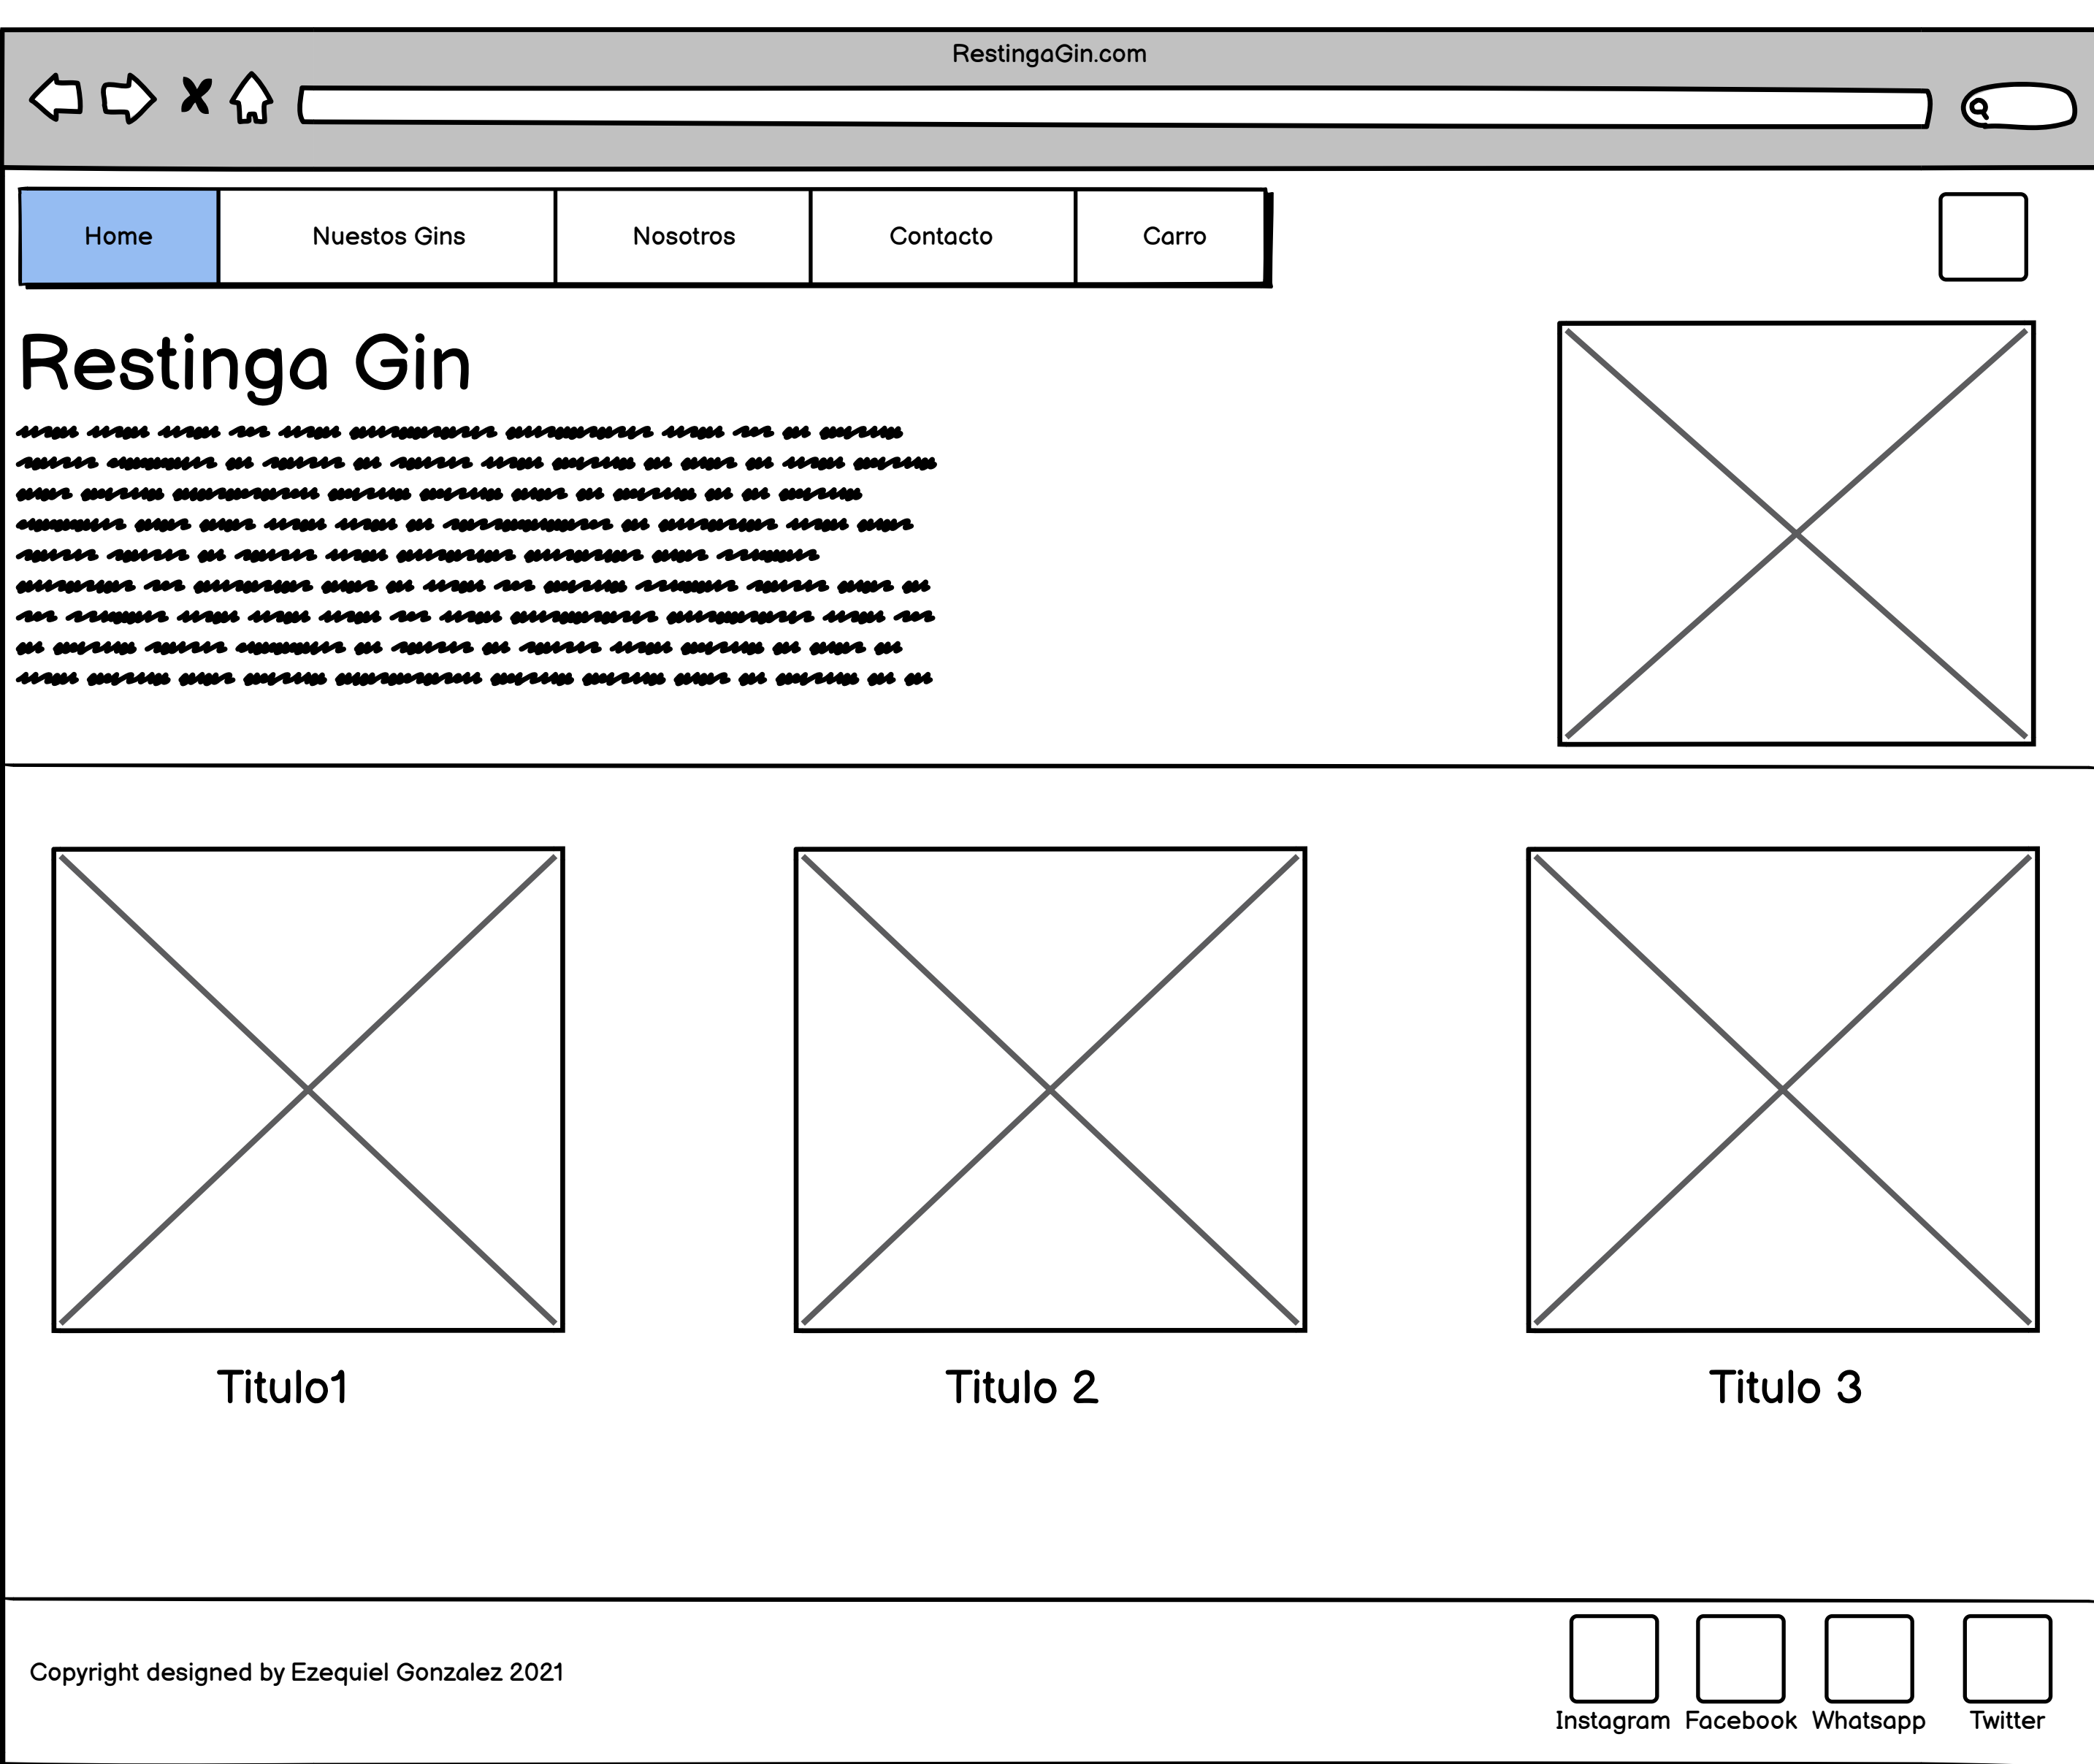 RestingaGin.com
Home Nuestos Gins Nosotros Contacto Carro
Restinga Gin
Titulo1 Titulo 2 Titulo 3
Copyright designed by Ezequiel Gonzalez 2021
Instagram Facebook Whatsapp Twitter